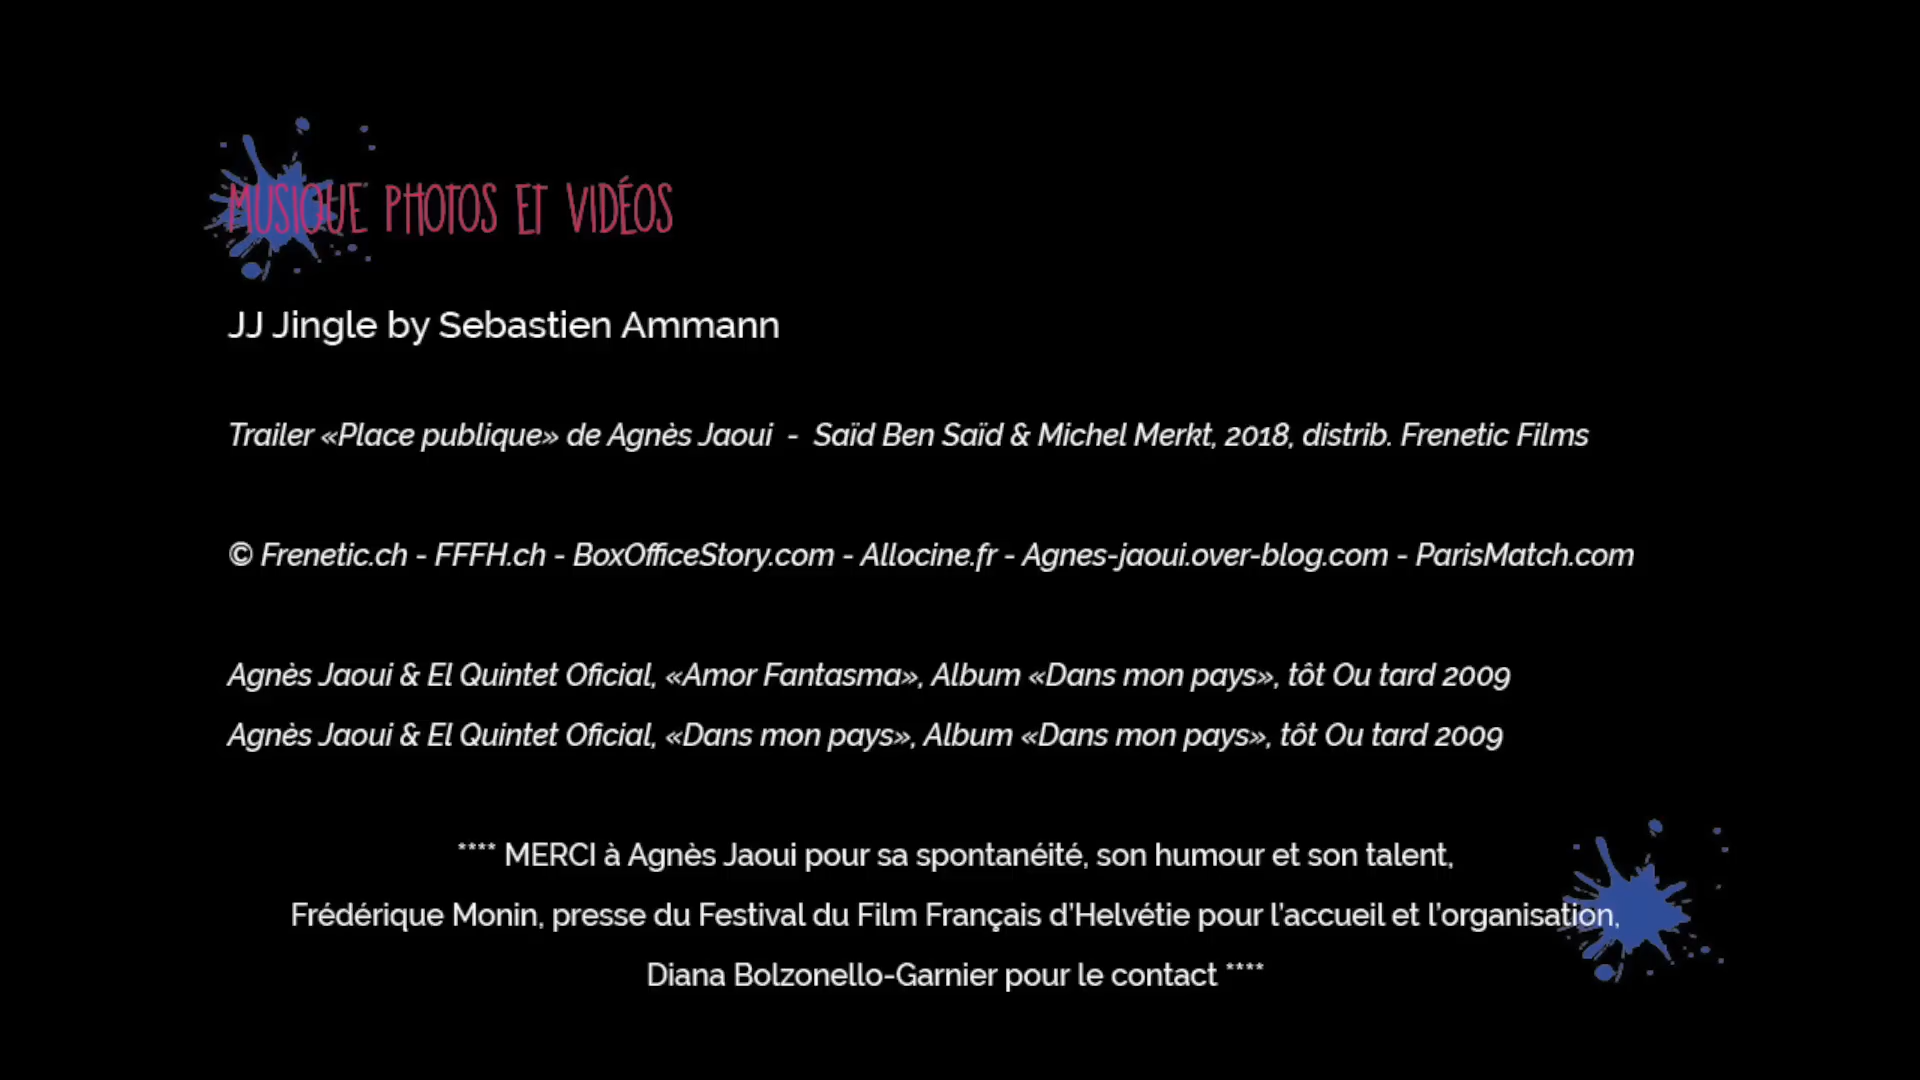 MUSIQUE PHOTOS ET VIDÉOS
JJ Jingle by Sebastien Ammann
Trailer «Place publique» de Agnès Jaoui - Saïd Ben Saïd & Michel Merkt, 2018, distrib. Frenetic Films
© Frenetic.ch - FFFH.ch - BoxOfficeStory.com - Allocine.fr - Agnes-jaoui.over-blog.com - ParisMatch.com
Agnès Jaoui & El Quintet Oficial, «Amor Fantasma», Album «Dans mon pays», tôt Ou tard 2009
Agnès Jaoui & El Quintet Oficial, «Dans mon pays», Album «Dans mon pays», tôt Ou tard 2009
**** MERCI à Agnès Jaoui pour sa spontanéité, son humour et son talent,
Frédérique Monin, presse du Festival du Film Français d'Helvétie pour l'accueil et l'organisation,
Diana Bolzonello-Garnier pour le contact ****